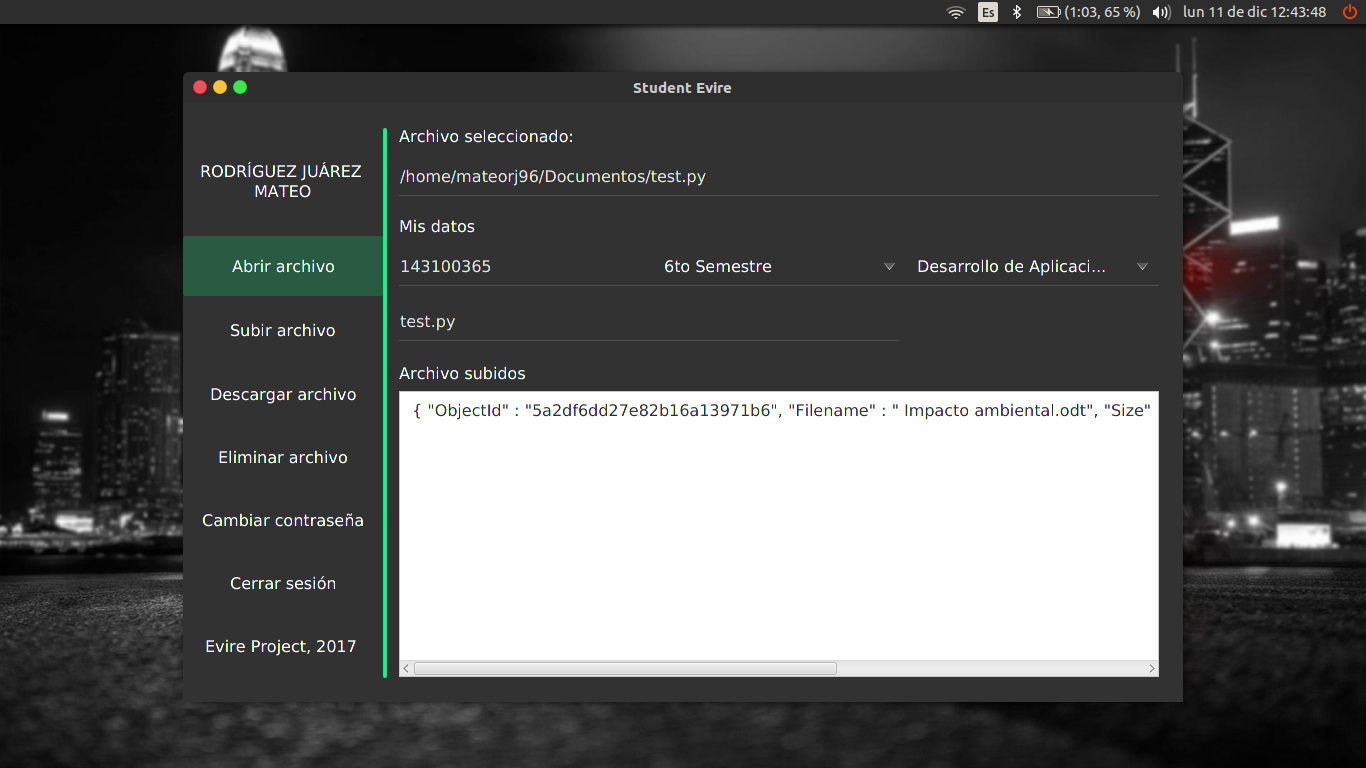 Es (1:03, 65 %) lun 11 de dic 12:43:48
Student Evire
RODRÍGUEZ JUÁREZ
MATEO
Abrir archivo
Subir archivo
Descargar archivo
Eliminar archivo
Cambiar contraseña
Cerrar sesión
Evire Project, 2017
Archivo seleccionado:
/home/mateorj96/Documentos/test.py
Mis datos
143100365 6to Semestre Desarrollo de Aplicaci...
test.py
Archivo subidos
{ "ObjectId" : "5a2df6dd27e82b16a13971b6", "Filename" : " Impacto ambiental.odt", "Size"